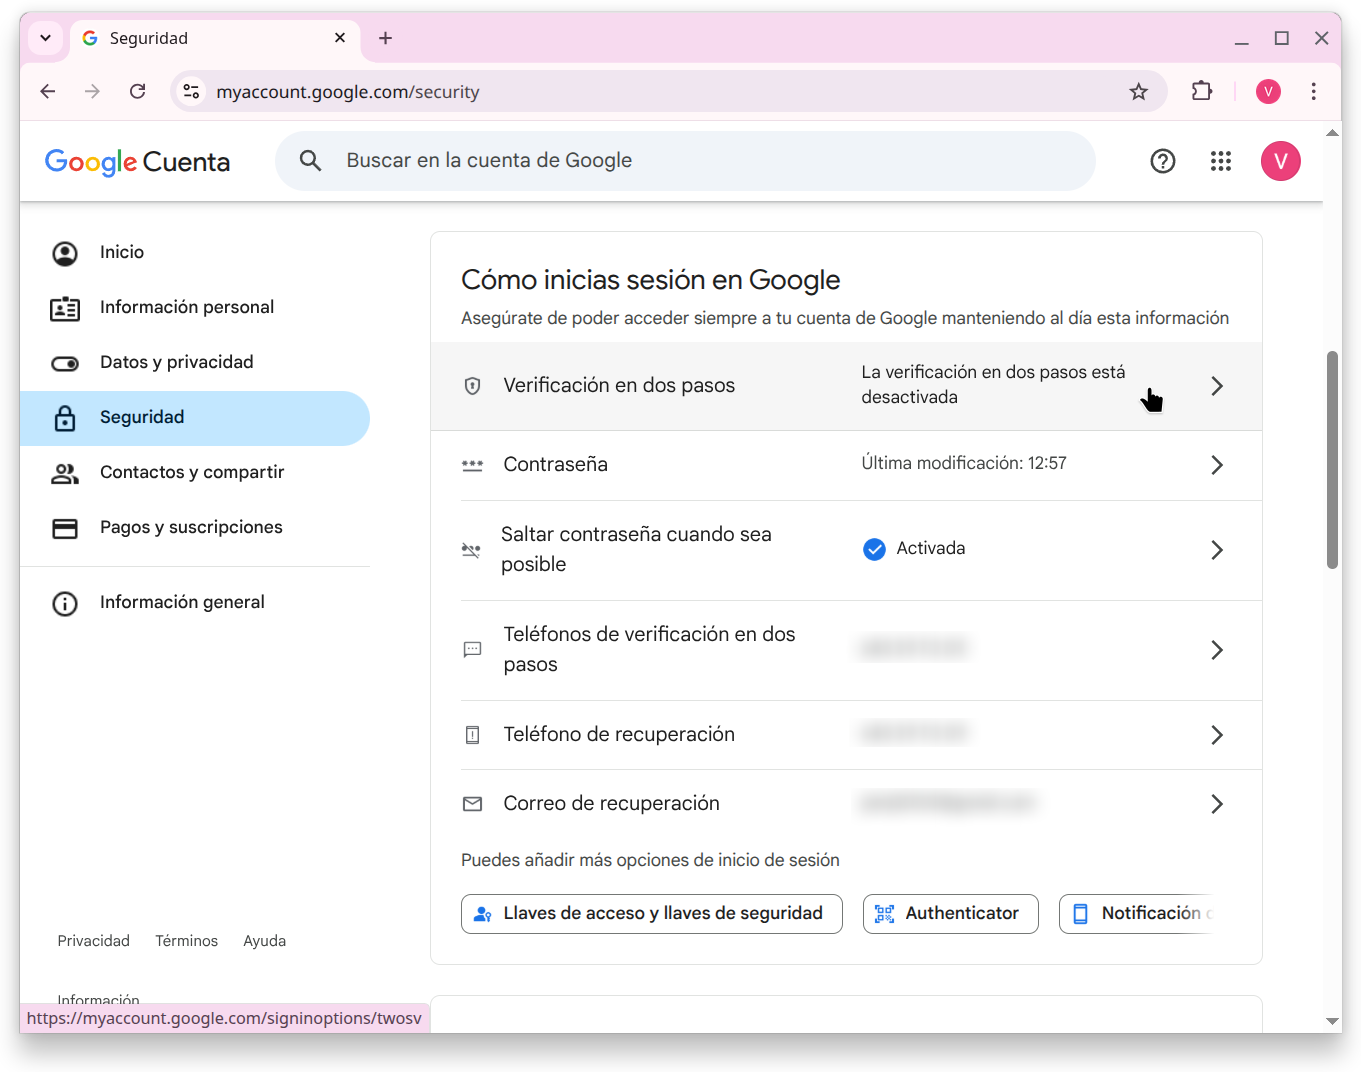 Seguridad
myaccount.google.com/security
V
Google Cuenta
Buscar en la cuenta de Google
V
Inicio
Información personal
Datos y privacidad
Seguridad
Contactos y compartir
Pagos y suscripciones
Información general
Privacidad Términos Ayuda
Información
https://myaccount.google.com/signinoptions/twosv
Cómo inicias sesión en Google
Asegúrate de poder acceder siempre a tu cuenta de Google manteniendo al día esta información
Verificación en dos pasos
La verificación en dos pasos está
desactivada
Contraseña
Última modificación: 12:57
Saltar contraseña cuando sea
posible
Activada
Teléfonos de verificación en dos
pasos
Teléfono de recuperación
Correo de recuperación
Puedes añadir más opciones de inicio de sesión
Llaves de acceso y llaves de seguridad
Authenticator
Notificación